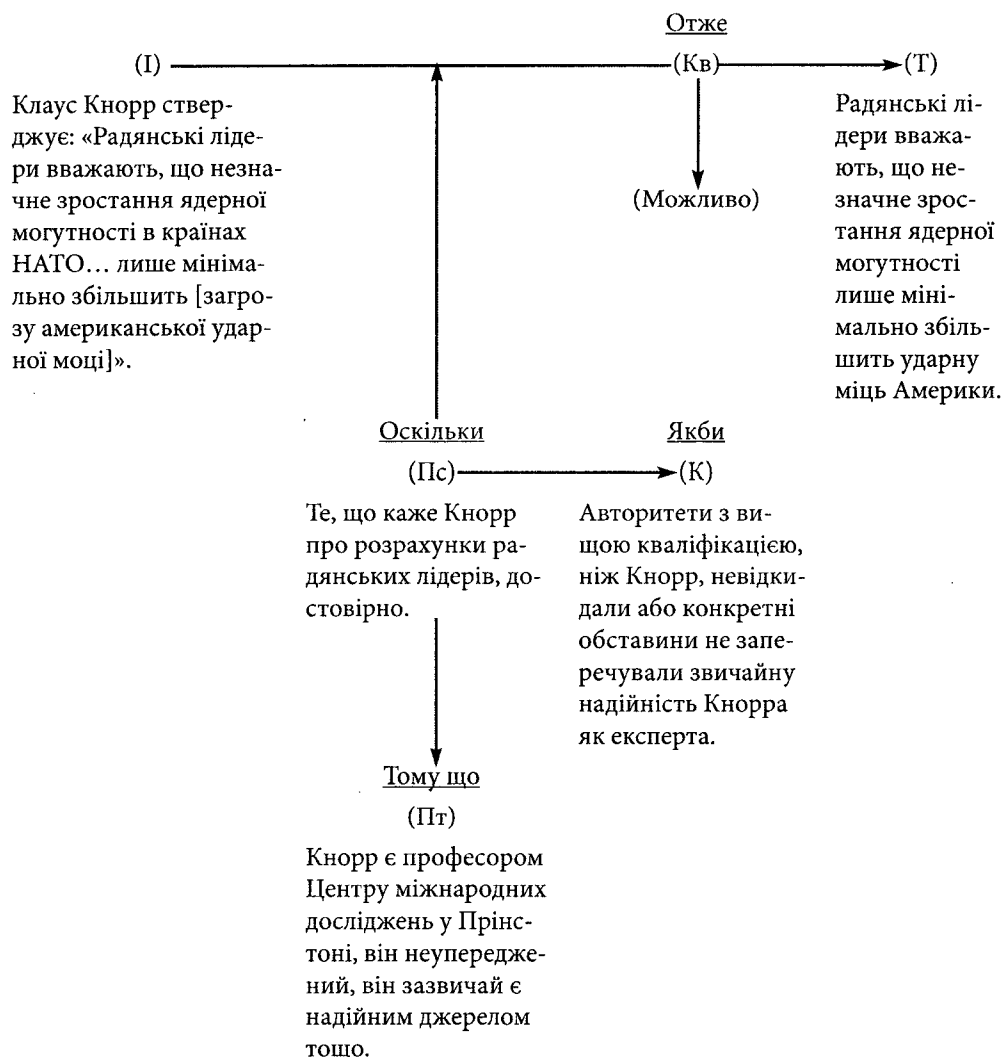 Отже
(І)
(Кв)
(Т)
Клаус Кнорр ствер-
джує: «Радянські ліде-
ри вважають, що незна-
чне зростання ядерної
могутності в країнах
НАТО... лише мініма-
льно збільшить [загро-
зу американської удар-
ної моці]».
(Можливо)
Радянські лі-
дери вважа-
ють, що не-
значне зрос-
тання ядерної
могутності
лише міні-
мально збіль-
шить ударну
міць Америки.
Оскільки
(Пс)
Те, що каже Кнорр
про розрахунки ра-
дянських лідерів, до-
стовірно.
Якби
(К)
Авторитети з ви-
щою кваліфікацією,
ніж Кнорр, невідки-
дали або конкретні
обставини не запе-
речували звичайну
надійність Кнорра
як експерта.
Тому що
(Пт)
Кнорр є професором
Центру міжнародних
досліджень у Прінс-
тоні, він неупередже-
ний, він зазвичай є
надійним джерелом
тощо.